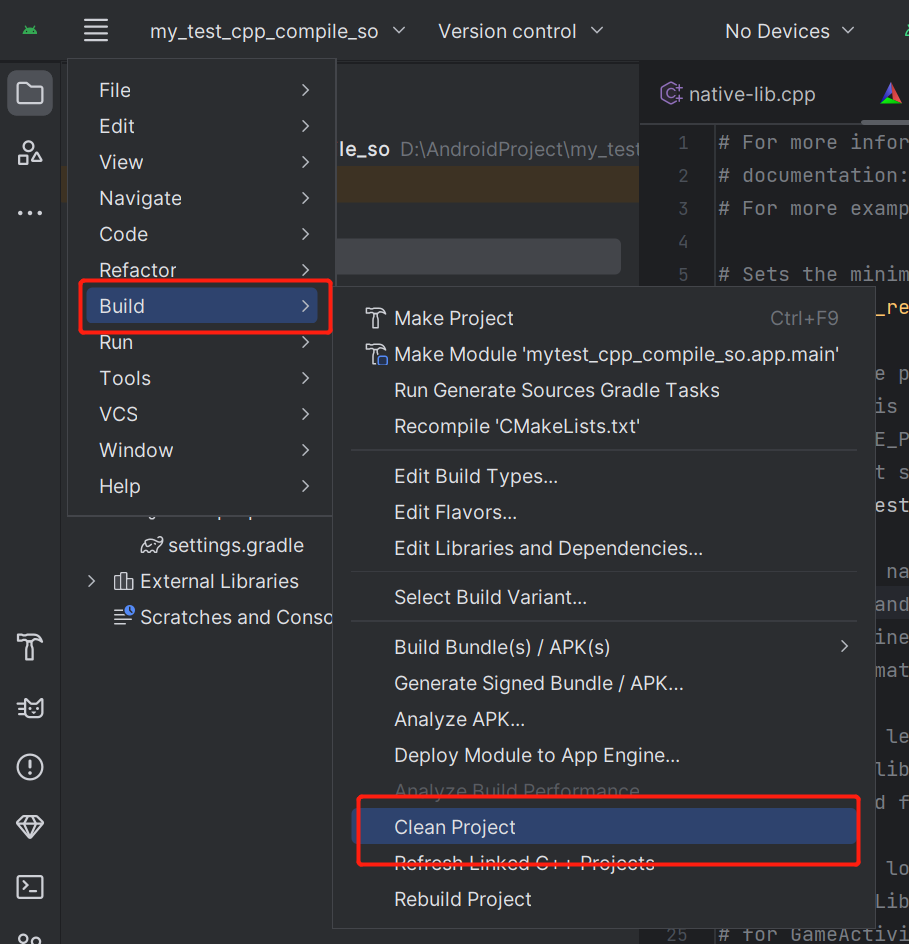 my_test_cpp_compile_so
Version control
No Devices
File
Edit
View
Navigate
Code
Refactor
Build
Run
Tools
VCS
Window
Help
le_so D:\AndroidProject\my_test
settings.gradle
External Libraries
Scratches and Conso
Make Project Ctrl+F9
Make Module 'mytest_cpp_compile_so.app.main'
Run Generate Sources Gradle Tasks
Recompile 'CMakeLists.txt'
Edit Build Types...
Edit Flavors...
Edit Libraries and Dependencies...
Select Build Variant...
Build Bundle(s) / APK(s)
Generate Signed Bundle / APK...
Analyze APK...
Deploy Module to App Engine...
Analyze Build Performance
Clean Project
Refresh Linked C++ Projects
Rebuild Project
native-lib.cpp
1 # For more infor
2 # documentation:
3 # For more examp
4
5 # Sets the minim
_re
e p
is
E_P
t s
est
na
and
ine
mat
le
lib
d f
lo
Lib
25 # for GameActivi